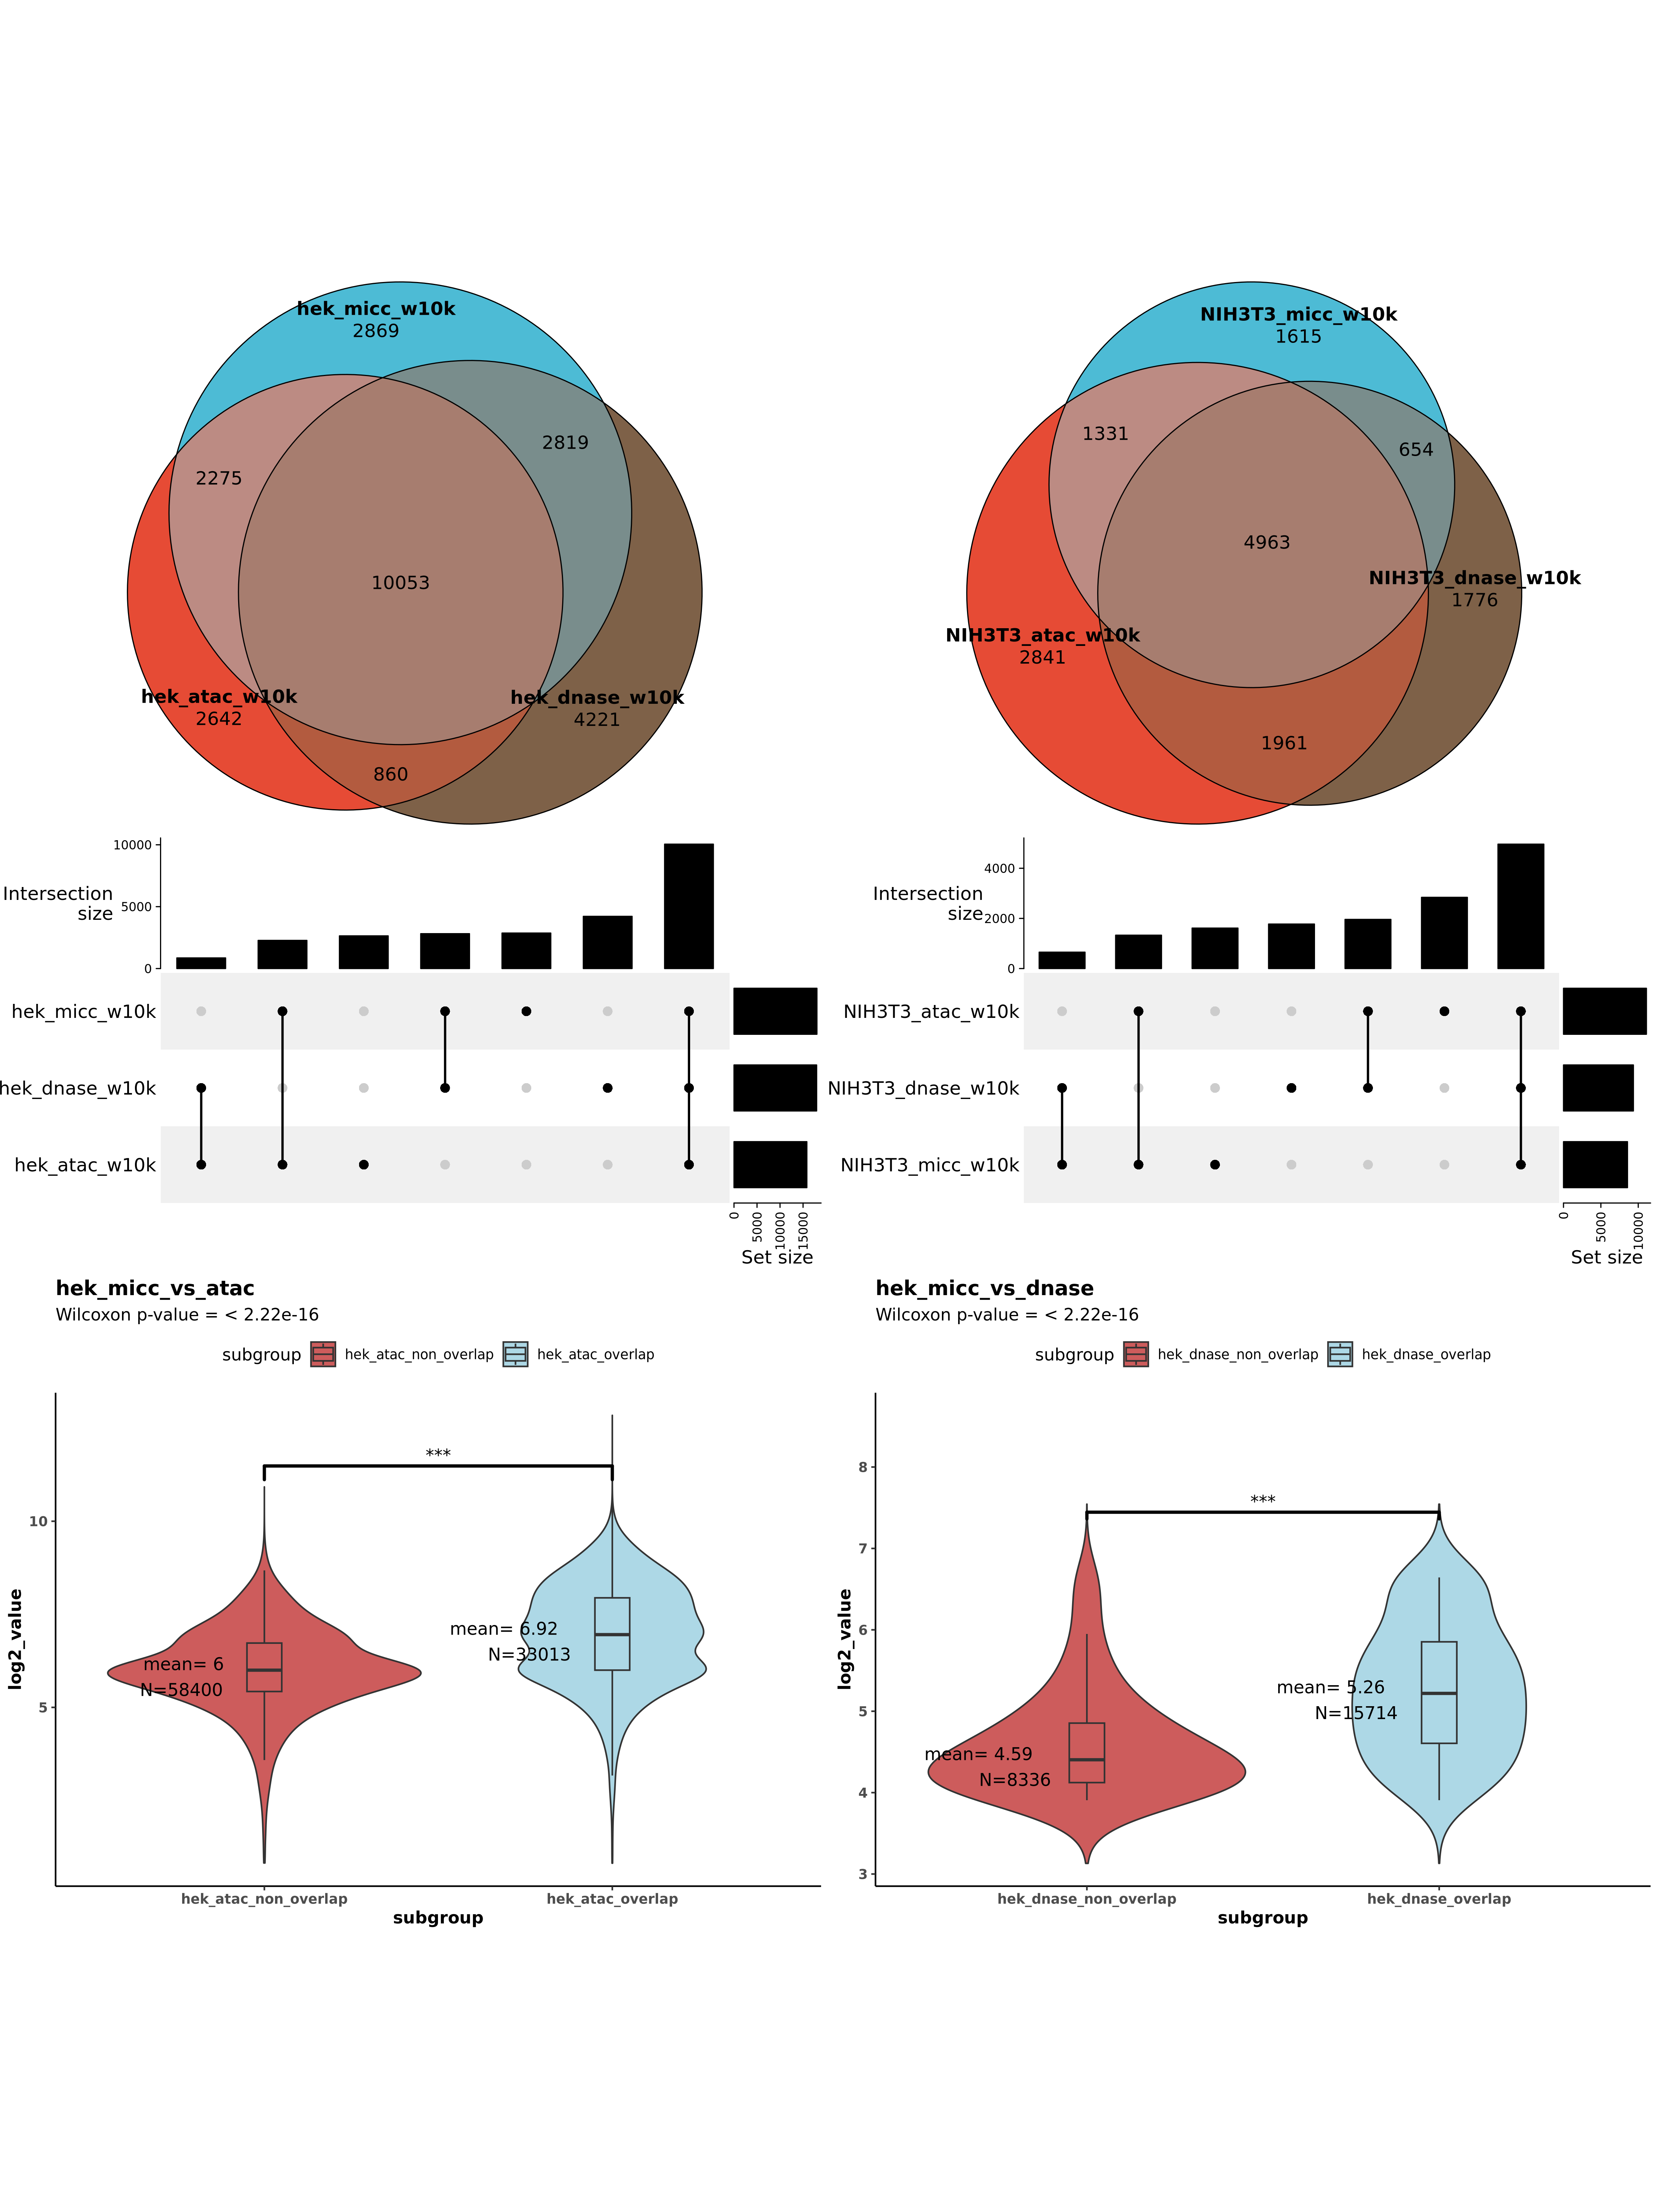 hek_micc_w10k
2869
2819
2275
10053
hek_atac_w10k
2642
hek_dnase_w10k
4221
860
NIH3T3_micc_w10k
1615
1331
654
4963
NIH3T3_dnase_w10k
1776
NIH3T3_atac_w10k
2841
1961
10000
5000
0
Intersection
size
hek_micc_w10k
hek_dnase_w10k
hek_atac_w10k
0
5000
10000
15000
Set size
4000
2000
0
Intersection
size
NIH3T3_atac_w10k
NIH3T3_dnase_w10k
NIH3T3_micc_w10k
0
5000
10000
Set size
hek_micc_vs_atac
Wilcoxon p-value = < 2.22e-16
subgroup hek_atac_non_overlap hek_atac_overlap
***
10
5
log2_value
mean= 6
N=58400
mean= 6.92
N=33013
hek_atac_non_overlap hek_atac_overlap
subgroup
hek_micc_vs_dnase
Wilcoxon p-value = < 2.22e-16
subgroup hek_dnase_non_overlap hek_dnase_overlap
***
8
7
6
5
4
3
log2_value
mean= 4.59
N=8336
mean= 5.26
N=15714
hek_dnase_non_overlap hek_dnase_overlap
subgroup